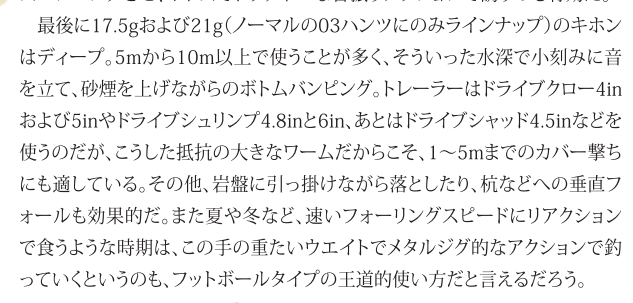 最後に17.5gおよび21g(ノーマルの03ハンツにのみラインナップ)のキホン
はディープ。5mから10m以上で使うことが多く、そういった水深で小刻みに音
を立て、砂煙を上げながらのボトムバンピング。トレーラーはドライブクロー4in
および5inやドライブシュリンプ4.8inと6in、あとはドライブシャッド4.5inなどを
使うのだが、こうした抵抗の大きなワームだからこそ、1〜5mまでのカバー撃ち
にも適している。その他、岩盤に引っ掛けながら落としたり、杭などへの垂直フ
ォールも効果的だ。また夏や冬など、速いフォーリングスピードにリアクション
で食うような時期は、この手の重たいウエイトでメタルジグ的なアクションで釣
っていくというのも、フットボールタイプの王道的使い方だと言えるだろう。